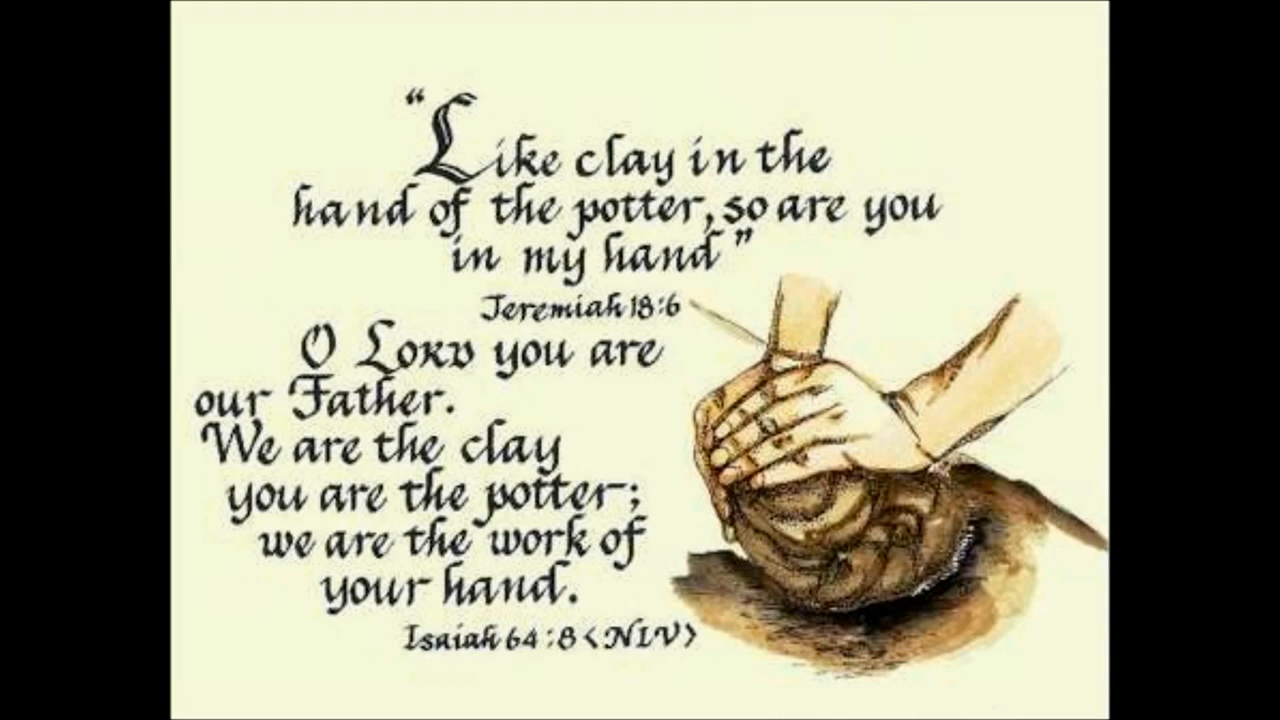 "Like clay in the
hand of the potter, so are you
in my hand"
Jeremiah 18:6
O LORD you are
our Father.
We are the clay
you are the potter;
we are the work of
your hand.
Isaiah 64:8 <NIV>